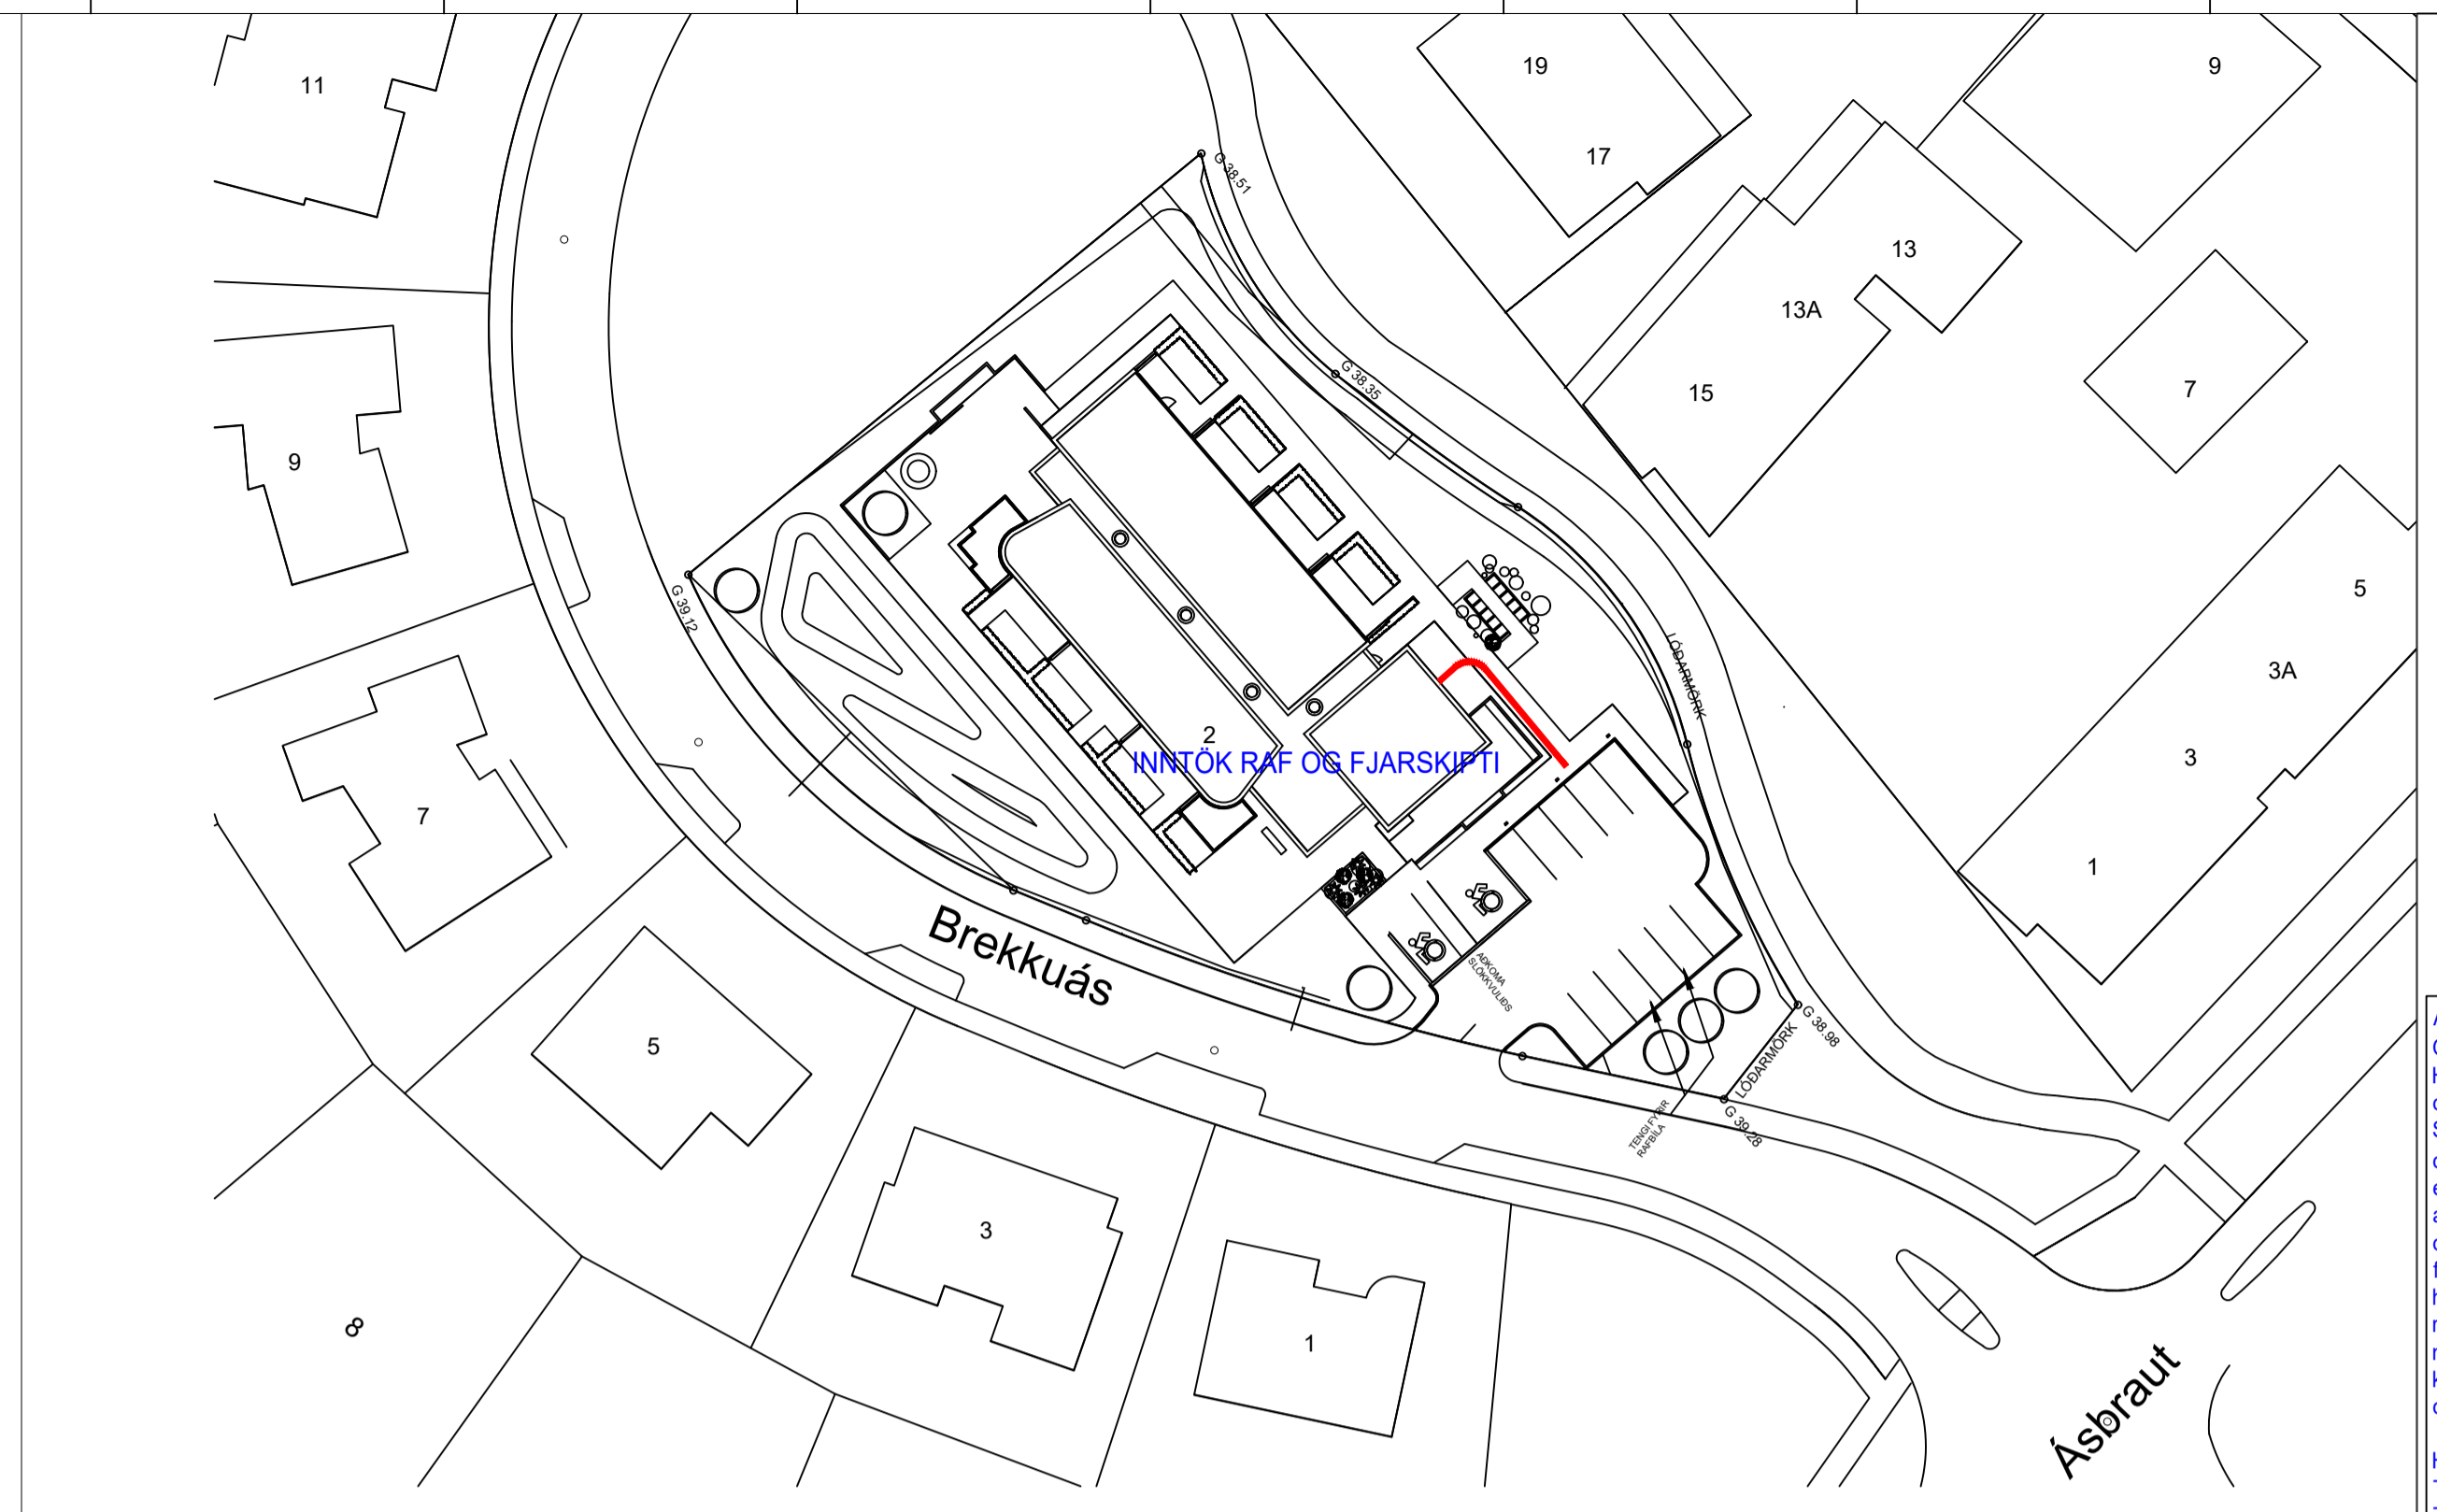 11
19
9
17
G 38.51
13
13A
G 38.35
15
7
9
5
G 39.12
LÓÐARMÖRK
3A
2
INNTÖK RAF OG FJARSKIPTI
3
7
1
Brekkuás
AÐKOMA
SLÖKKVULIÐS
G 38.98
LÓÐARMÖRK
5
TENGI FYRIR
RAFBÍLA
G 39.28
3
8
1
Ásbraut